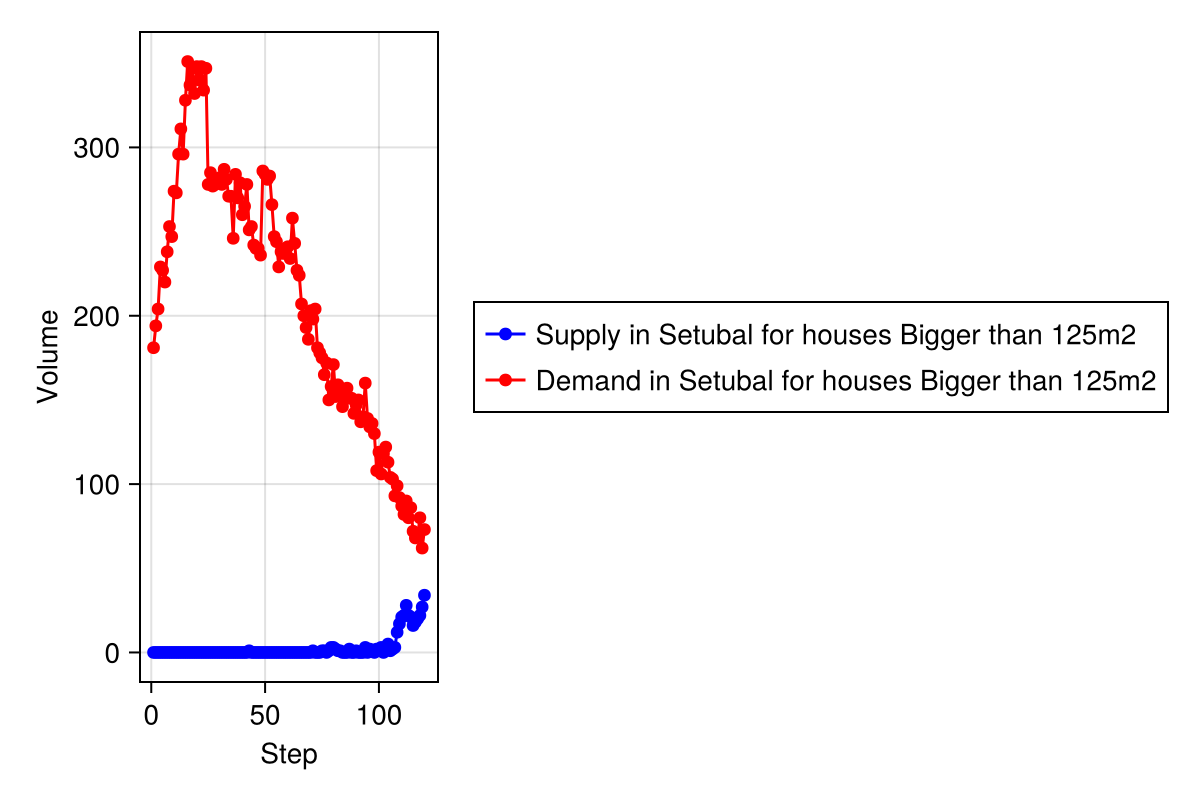 Volume
300
200
100
0
0 50 100
Step
Supply in Setubal for houses Bigger than 125m2
Demand in Setubal for houses Bigger than 125m2